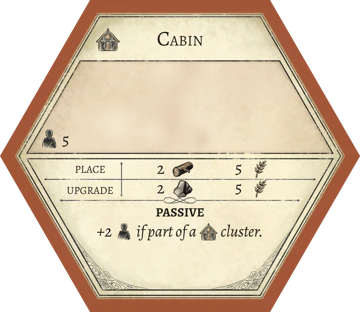 Cabin
5
PLACE 2 5
UPGRADE 2 5
PASSIVE
+2 if part of a cluster.